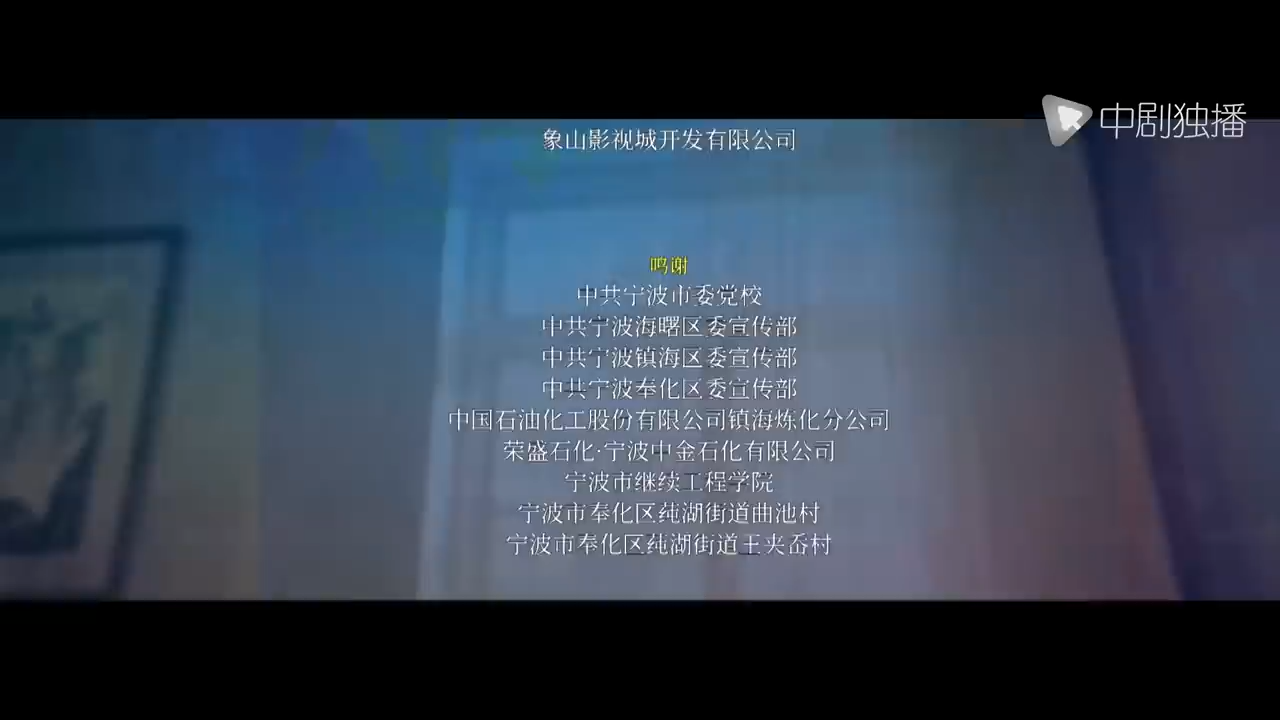 中剧独播
象山影视城开发有限公司
鸣谢
中共宁波市委党校
中共宁波海曙区委宣传部
中共宁波镇海区委宣传部
中共宁波奉化区委宣传部
中国石油化工股份有限公司镇海炼化分公司
荣盛石化·宁波中金石化有限公司
宁波市继续工程学院
宁波市奉化区莼湖街道曲池村
宁波市奉化区莼湖街道王夹岙村